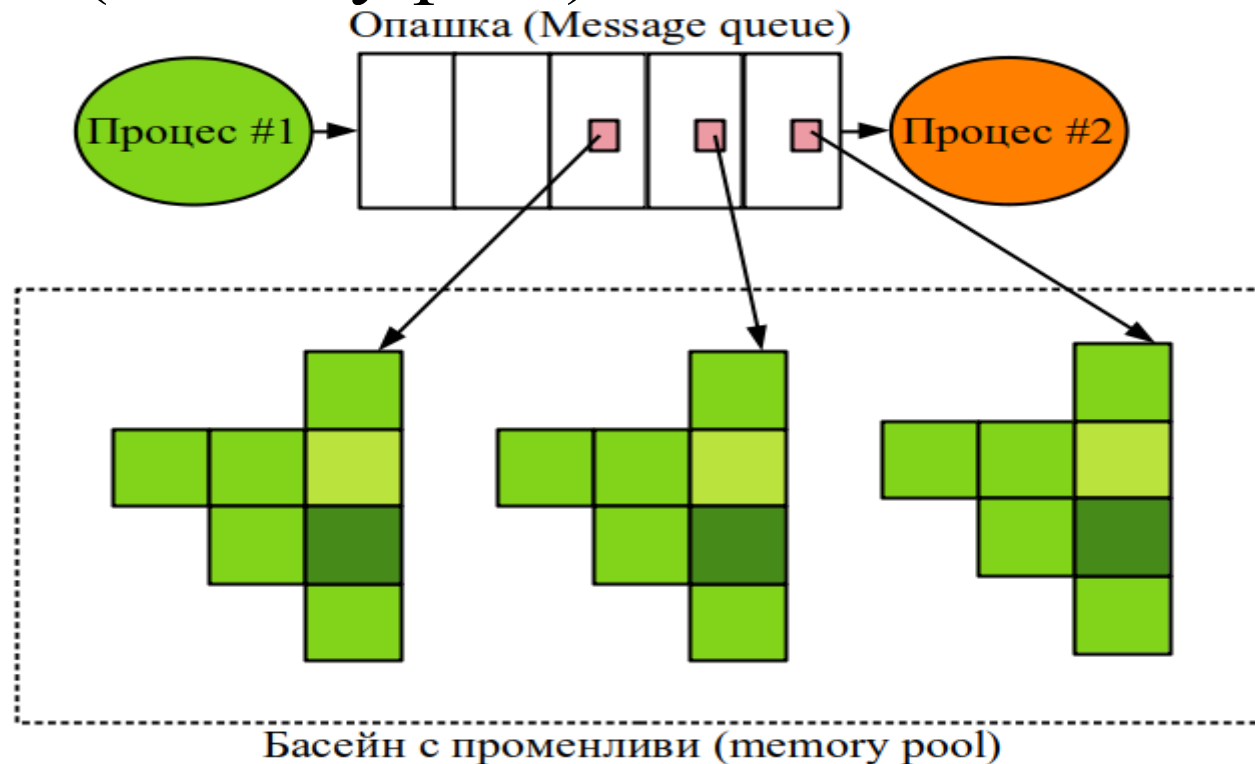 Опашка (Message queue)
Процес #1
Процес #2
Басейн с променливи (memory pool)